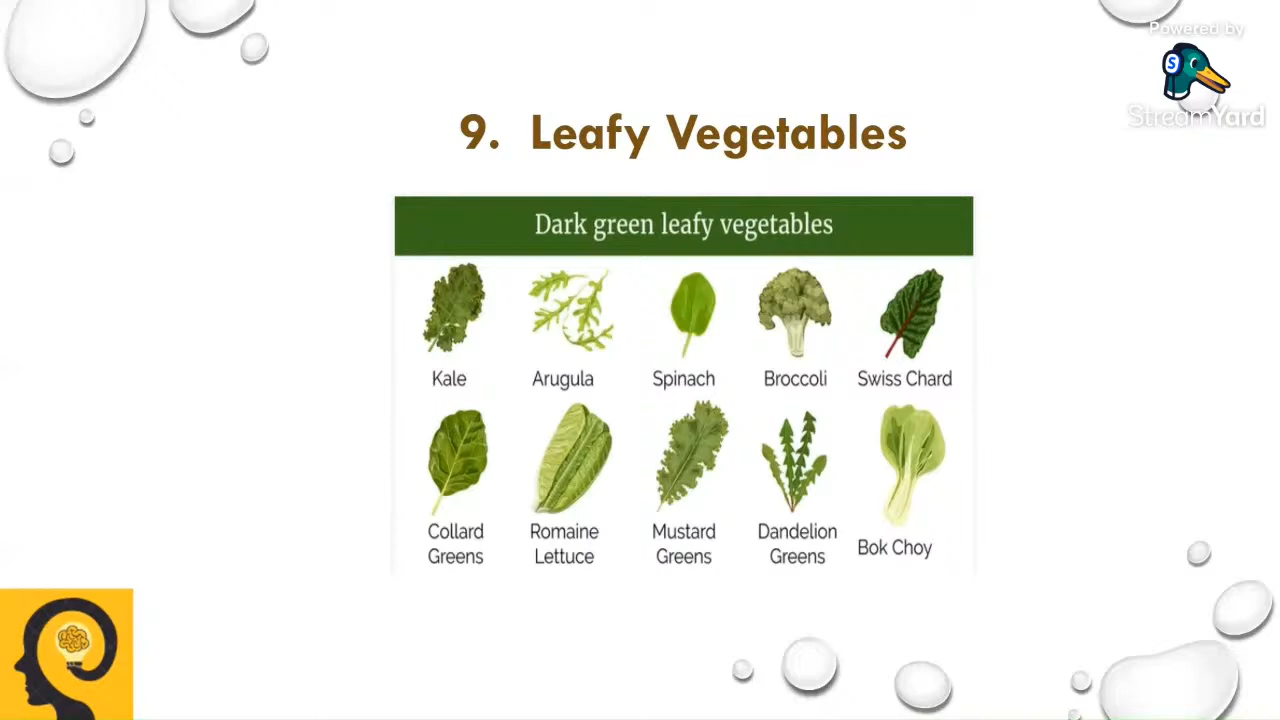 Powered by
StreamYard
9. Leafy Vegetables
Dark green leafy vegetables
Kale
Arugula
Spinach
Broccoli
Swiss Chard
Collard
Greens
Romaine
Lettuce
Mustard
Greens
Dandelion
Greens
Bok Choy